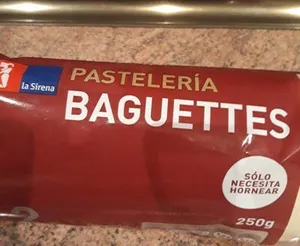 la Sirena
PASTELERÍA
BAGUETTES
SÓLO
NECESITA
HORNEAR
250g